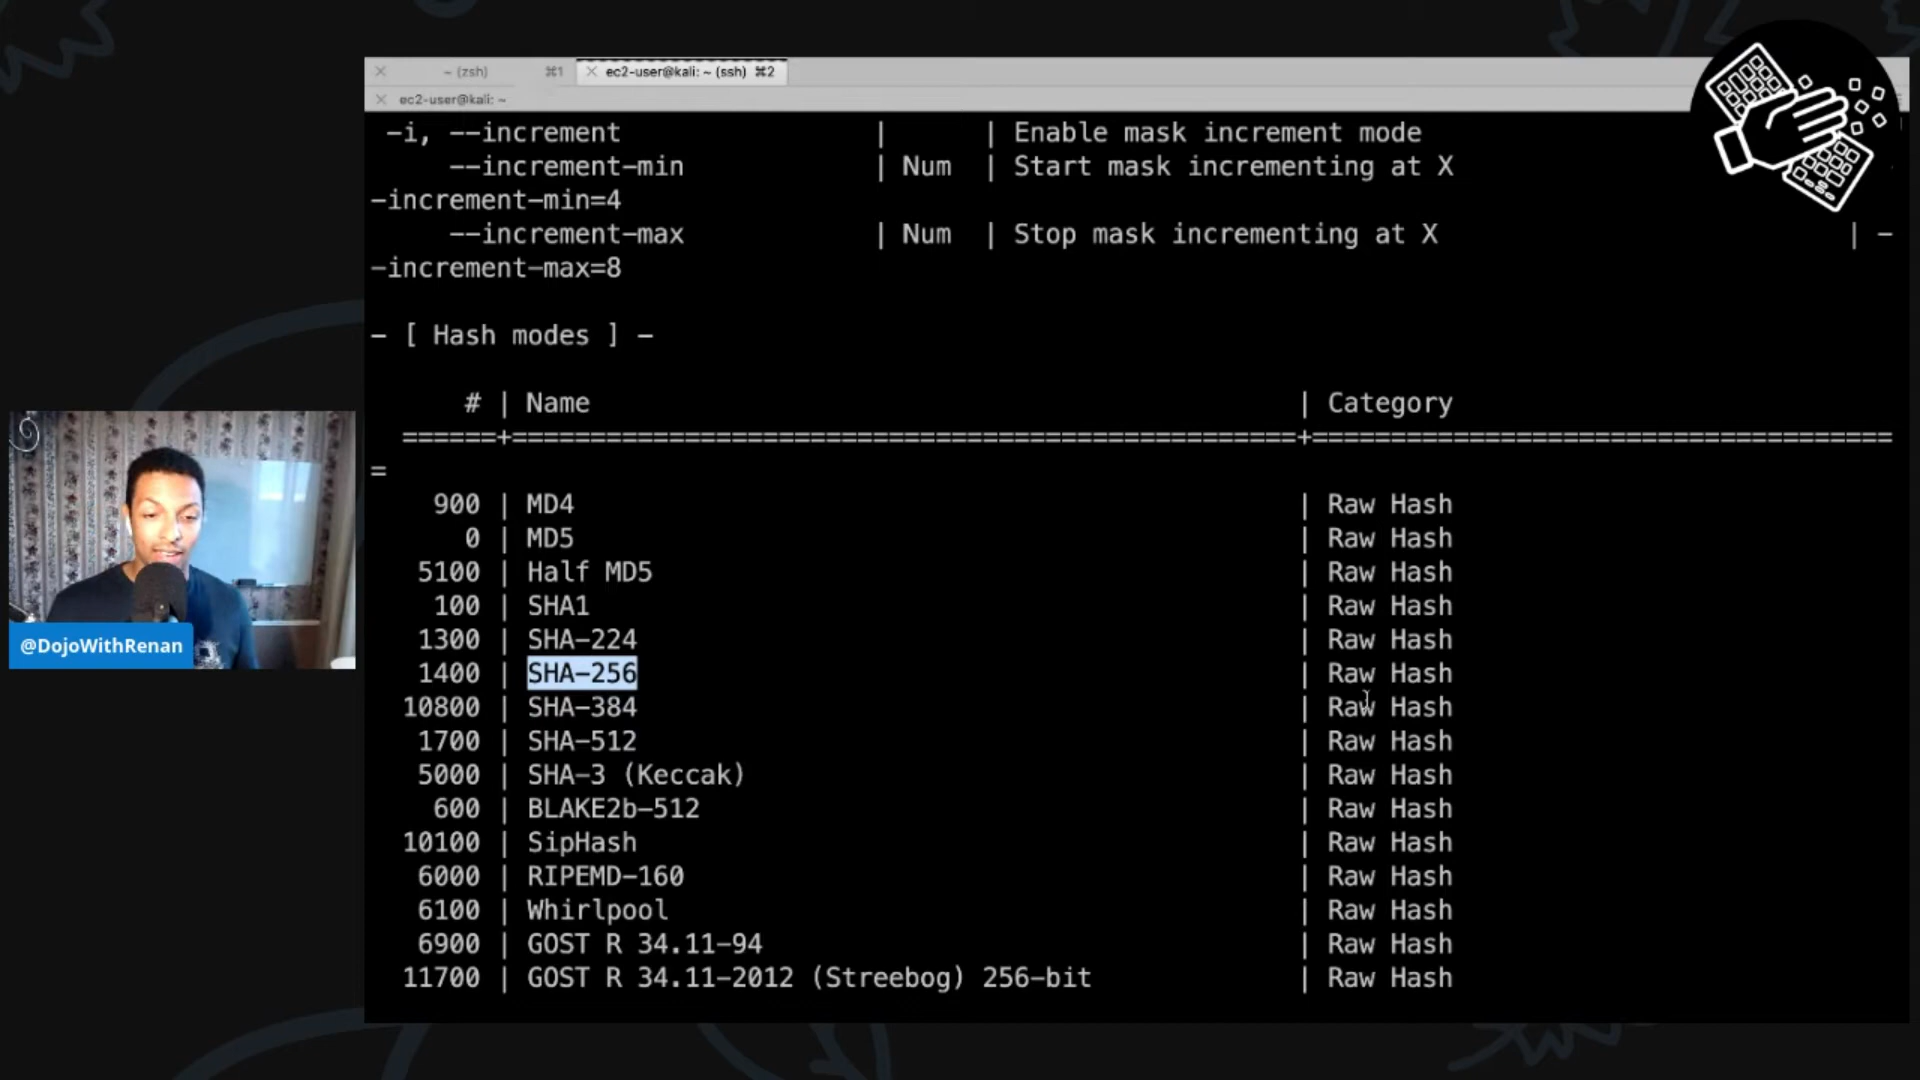 ~ (zsh) ⌘1 ec2-user@kali: ~ (ssh) ⌘2
ec2-user@kali: ~
-i, --increment | | Enable mask increment mode
--increment-min | Num | Start mask incrementing at X
-increment-min=4
--increment-max | Num | Stop mask incrementing at X | -
-increment-max=8
- [ Hash modes ] -
# | Name | Category
======+==================================================+=====================================
=
900 | MD4 | Raw Hash
0 | MD5 | Raw Hash
5100 | Half MD5 | Raw Hash
100 | SHA1 | Raw Hash
1300 | SHA-224 | Raw Hash
1400 | SHA-256 | Raw Hash
10800 | SHA-384 | Raw Hash
1700 | SHA-512 | Raw Hash
5000 | SHA-3 (Keccak) | Raw Hash
600 | BLAKE2b-512 | Raw Hash
10100 | SipHash | Raw Hash
6000 | RIPEMD-160 | Raw Hash
6100 | Whirlpool | Raw Hash
6900 | GOST R 34.11-94 | Raw Hash
11700 | GOST R 34.11-2012 (Streebog) 256-bit | Raw Hash
@DojoWithRenan